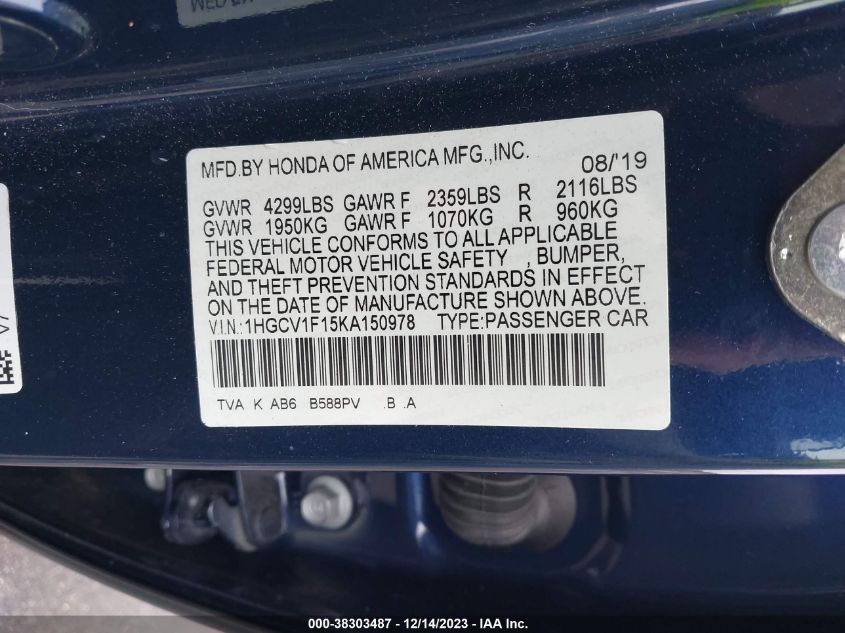 MFD.BY HONDA OF AMERICA MFG.,INC. 08/'19
GVWR 4299LBS GAWR F 2359LBS R 2116LBS
GVWR 1950KG GAWR F 1070KG R 960KG
THIS VEHICLE CONFORMS TO ALL APPLICABLE
FEDERAL MOTOR VEHICLE SAFETY , BUMPER,
AND THEFT PREVENTION STANDARDS IN EFFECT
ON THE DATE OF MANUFACTURE SHOWN ABOVE.
V.I.N.:1HGCV1F15KA150978 TYPE:PASSENGER CAR
TVA K AB6 B588PV .B .A
000-38303487 - 12/14/2023 - IAA Inc.